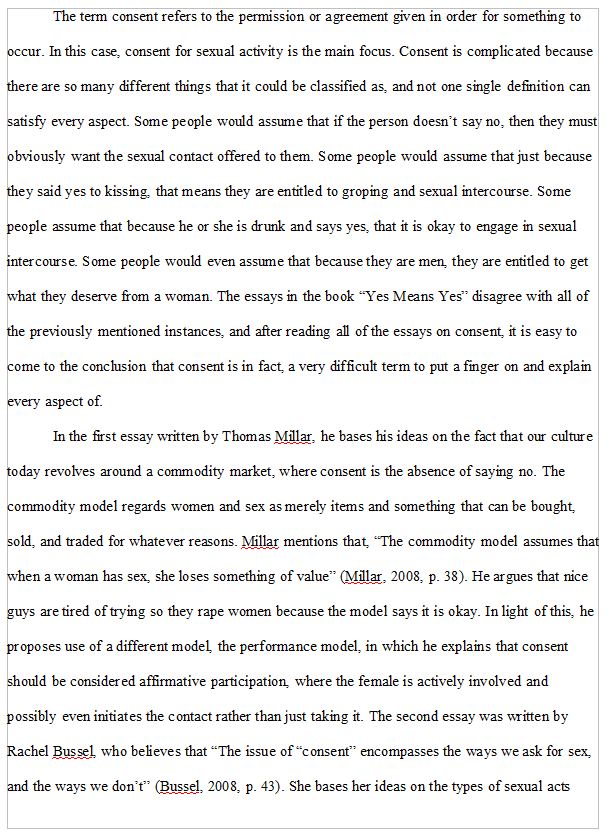 The term consent refers to the permission or agreement given in order for something to
occur. In this case, consent for sexual activity is the main focus. Consent is complicated because
there are so many different things that it could be classified as, and not one single definition can
satisfy every aspect. Some people would assume that if the person doesn’t say no, then they must
obviously want the sexual contact offered to them. Some people would assume that just because
they said yes to kissing, that means they are entitled to groping and sexual intercourse. Some
people assume that because he or she is drunk and says yes, that it is okay to engage in sexual
intercourse. Some people would even assume that because they are men, they are entitled to get
what they deserve from a woman. The essays in the book “Yes Means Yes” disagree with all of
the previously mentioned instances, and after reading all of the essays on consent, it is easy to
come to the conclusion that consent is in fact, a very difficult term to put a finger on and explain
every aspect of.
In the first essay written by Thomas Millar, he bases his ideas on the fact that our culture
today revolves around a commodity market, where consent is the absence of saying no. The
commodity model regards women and sex as merely items and something that can be bought,
sold, and traded for whatever reasons. Millar mentions that, “The commodity model assumes that
when a woman has sex, she loses something of value” (Millar, 2008, p. 38). He argues that nice
guys are tired of trying so they rape women because the model says it is okay. In light of this, he
proposes use of a different model, the performance model, in which he explains that consent
should be considered affirmative participation, where the female is actively involved and
possibly even initiates the contact rather than just taking it. The second essay was written by
Rachel Bussel, who believes that “The issue of “consent” encompasses the ways we ask for sex,
and the ways we don’t” (Bussel, 2008, p. 43). She bases her ideas on the types of sexual acts